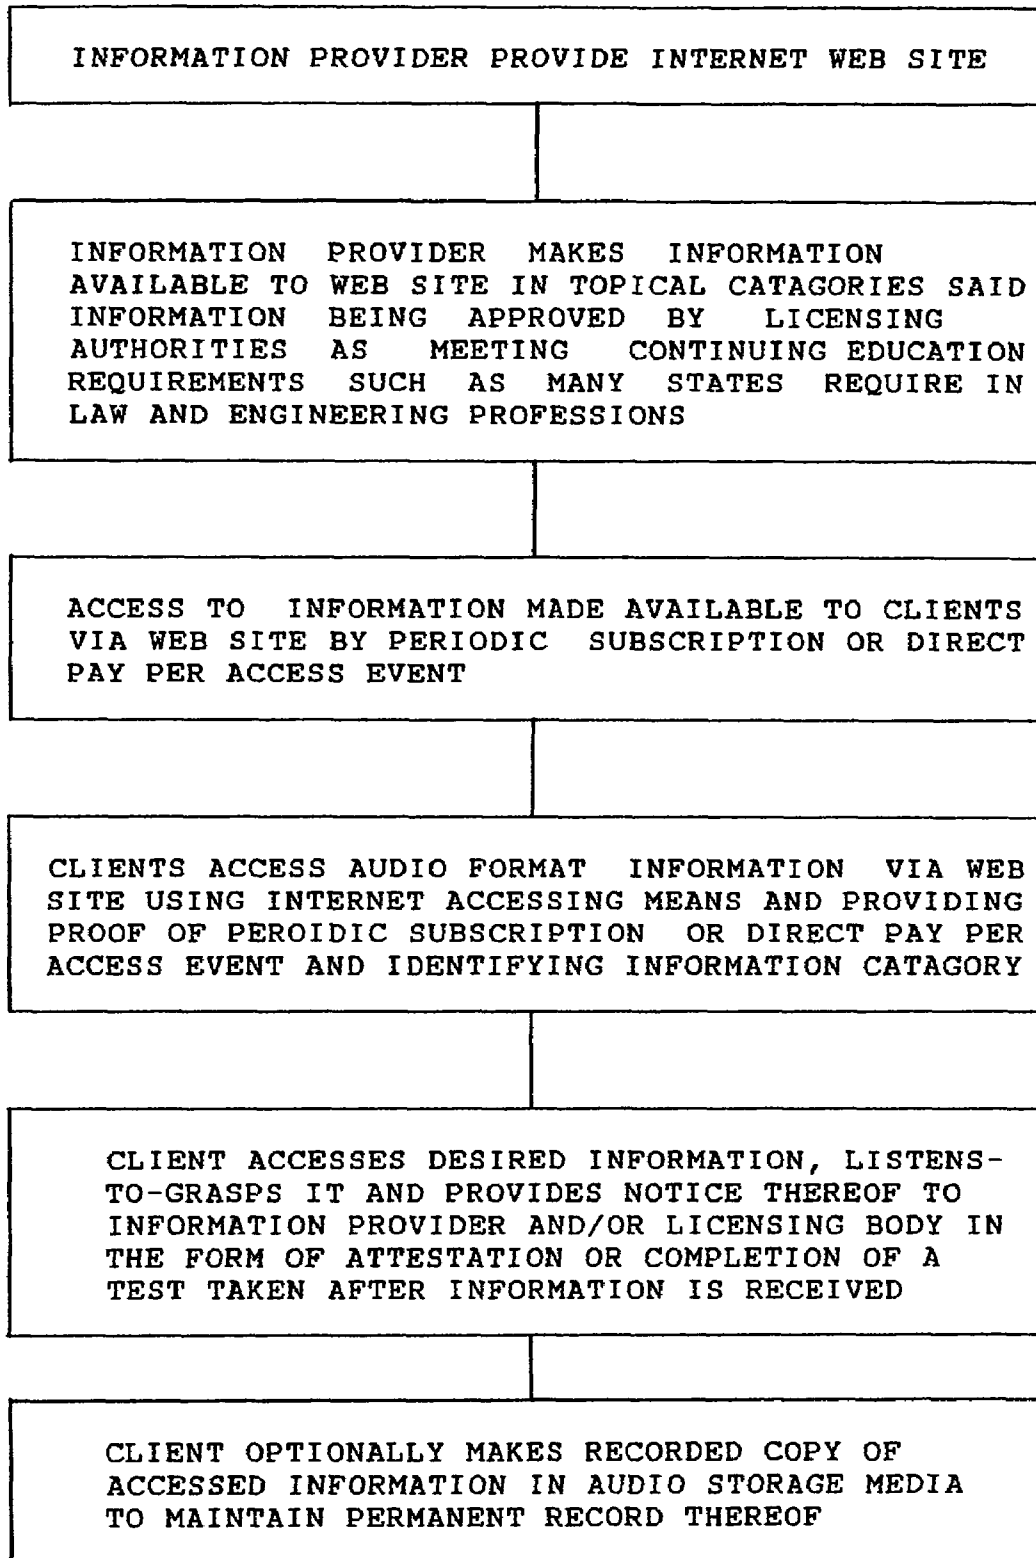 INFORMATION PROVIDER PROVIDE INTERNET WEB SITE
INFORMATION PROVIDER MAKES INFORMATION
AVAILABLE TO WEB SITE IN TOPICAL CATAGORIES SAID
INFORMATION BEING APPROVED BY LICENSING
AUTHORITIES AS MEETING CONTINUING EDUCATION
REQUIREMENTS SUCH AS MANY STATES REQUIRE IN
LAW AND ENGINEERING PROFESSIONS
ACCESS TO INFORMATION MADE AVAILABLE TO CLIENTS
VIA WEB SITE BY PERIODIC SUBSCRIPTION OR DIRECT
PAY PER ACCESS EVENT
CLIENTS ACCESS AUDIO FORMAT INFORMATION VIA WEB
SITE USING INTERNET ACCESSING MEANS AND PROVIDING
PROOF OF PEROIDIC SUBSCRIPTION OR DIRECT PAY PER
ACCESS EVENT AND IDENTIFYING INFORMATION CATAGORY
CLIENT ACCESSES DESIRED INFORMATION, LISTENS-
TO-GRASPS IT AND PROVIDES NOTICE THEREOF TO
INFORMATION PROVIDER AND/OR LICENSING BODY IN
THE FORM OF ATTESTATION OR COMPLETION OF A
TEST TAKEN AFTER INFORMATION IS RECEIVED
CLIENT OPTIONALLY MAKES RECORDED COPY OF
ACCESSED INFORMATION IN AUDIO STORAGE MEDIA
TO MAINTAIN PERMANENT RECORD THEREOF